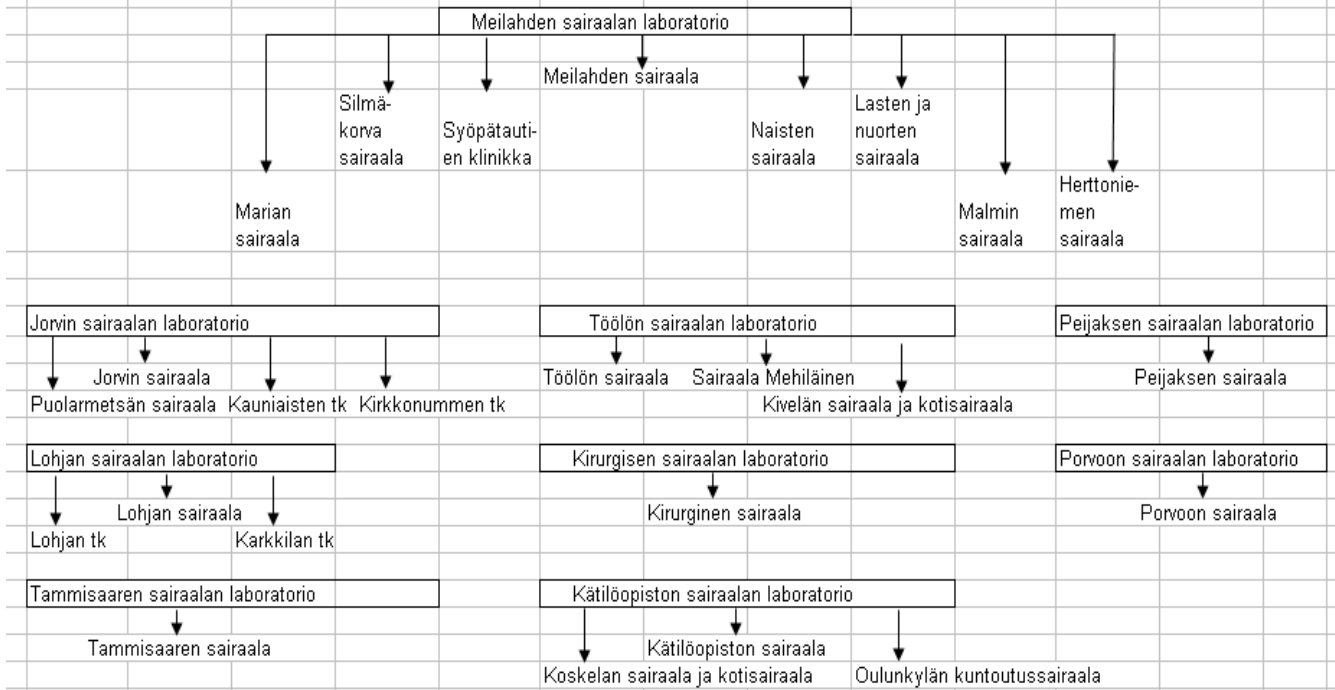 Meilahden sairaalan laboratorio
Meilahden sairaala
Silmä-
korva
sairaala
Syöpätauti-
en klinikka
Naisten
sairaala
Lasten ja
nuorten
sairaala
Marian
sairaala
Malmin
sairaala
Herttonie-
men
sairaala
Jorvin sairaalan laboratorio
Töölön sairaalan laboratorio
Peijaksen sairaalan laboratorio
Jorvin sairaala
Töölön sairaala
Sairaala Mehiläinen
Peijaksen sairaala
Puolarmetsän sairaala
Kauniaisten tk
Kirkkonummen tk
Kivelän sairaala ja kotisairaala
Lohjan sairaalan laboratorio
Kirurgisen sairaalan laboratorio
Porvoon sairaalan laboratorio
Lohjan sairaala
Kirurginen sairaala
Porvoon sairaala
Lohjan tk
Karkkilan tk
Tammisaaren sairaalan laboratorio
Kätilöopiston sairaalan laboratorio
Tammisaaren sairaala
Kätilöopiston sairaala
Koskelan sairaala ja kotisairaala
Oulunkylän kuntoutussairaala